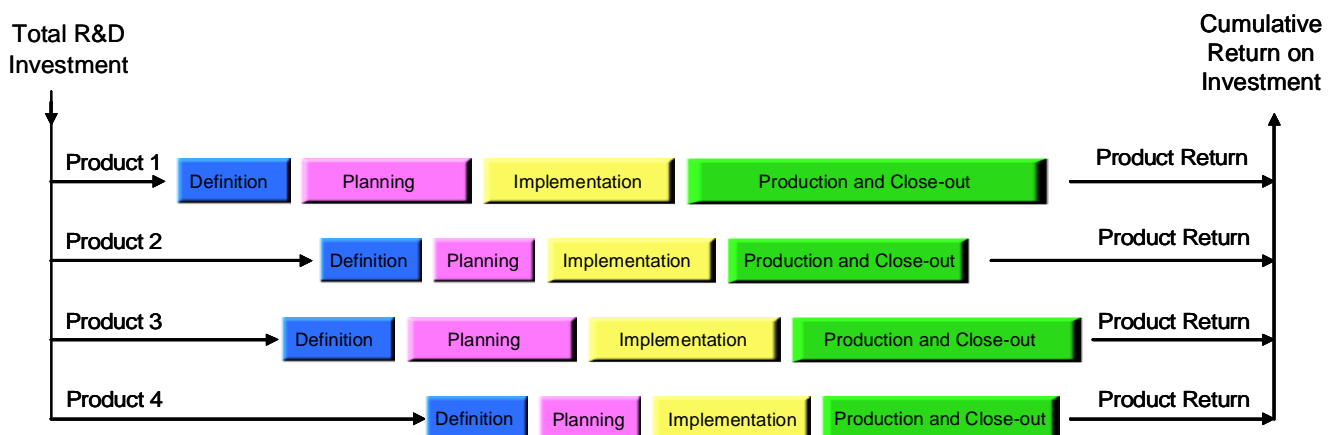 Total R&D
Investment
Cumulative
Return on
Investment
Product 1
Definition
Planning
Implementation
Production and Close-out
Product Return
Product 2
Definition
Planning
Implementation
Production and Close-out
Product Return
Product 3
Definition
Planning
Implementation
Production and Close-out
Product Return
Product 4
Definition
Planning
Implementation
Production and Close-out
Product Return